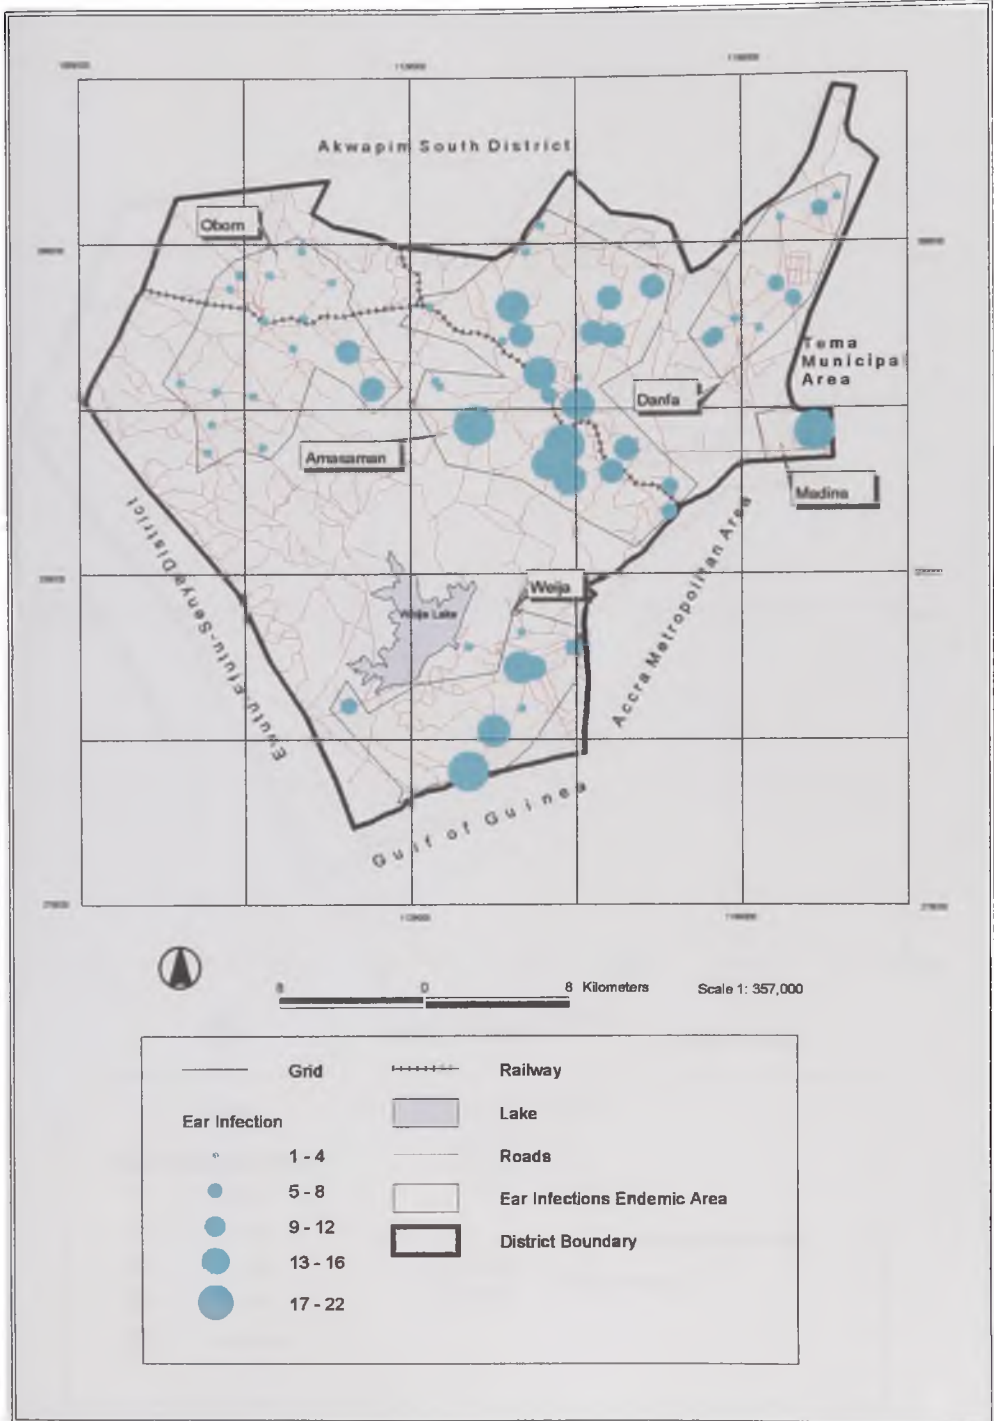 Akwapim South District
Obom
Tema
Municipal
Area
Danfa
Amasaman
Madina
Weija
Weija Lake
Ewutu-Efutu-Senya District
Accra Metropolitan Area
Gulf of Guinea
8 0 8 Kilometers Scale 1: 357,000
Grid Railway
Ear Infection Lake
1 - 4 Roads
5 - 8 Ear Infections Endemic Area
9 - 12 District Boundary
13 - 16
17 - 22